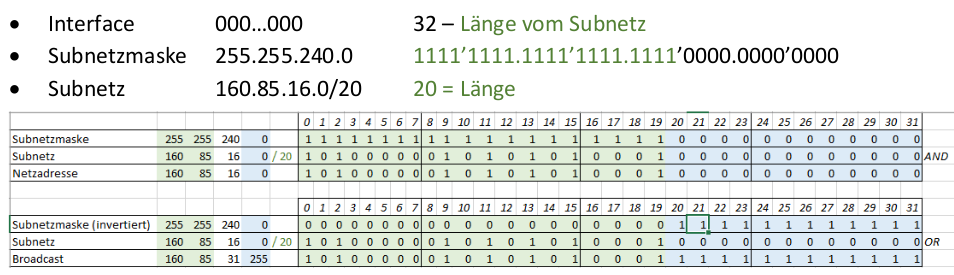 • Interface 000…000 32 – Länge vom Subnetz
• Subnetzmaske 255.255.240.0 1111’1111.1111’1111.1111’0000.0000’0000
• Subnetz 160.85.16.0/20 20 = Länge
0 1 2 3 4 5 6 7 8 9 10 11 12 13 14 15 16 17 18 19 20 21 22 23 24 25 26 27 28 29 30 31
Subnetzmaske 255 255 240 0 1 1 1 1 1 1 1 1 1 1 1 1 1 1 1 1 1 1 1 1 0 0 0 0 0 0 0 0 0 0 0 0
Subnetz 160 85 16 0 / 20 1 0 1 0 0 0 0 0 0 1 0 1 0 1 0 1 0 0 0 1 0 0 0 0 0 0 0 0 0 0 0 0 AND
Netzadresse 160 85 16 0 1 0 1 0 0 0 0 0 0 1 0 1 0 1 0 1 0 0 0 1 0 0 0 0 0 0 0 0 0 0 0 0
0 1 2 3 4 5 6 7 8 9 10 11 12 13 14 15 16 17 18 19 20 21 22 23 24 25 26 27 28 29 30 31
Subnetzmaske (invertiert) 255 255 240 0 0 0 0 0 0 0 0 0 0 0 0 0 0 0 0 0 0 0 0 0 1 1 1 1 1 1 1 1 1 1 1 1
Subnetz 160 85 16 0 / 20 1 0 1 0 0 0 0 0 0 1 0 1 0 1 0 1 0 0 0 1 0 0 0 0 0 0 0 0 0 0 0 0 OR
Broadcast 160 85 31 255 1 0 1 0 0 0 0 0 0 1 0 1 0 1 0 1 0 0 0 1 1 1 1 1 1 1 1 1 1 1 1 1